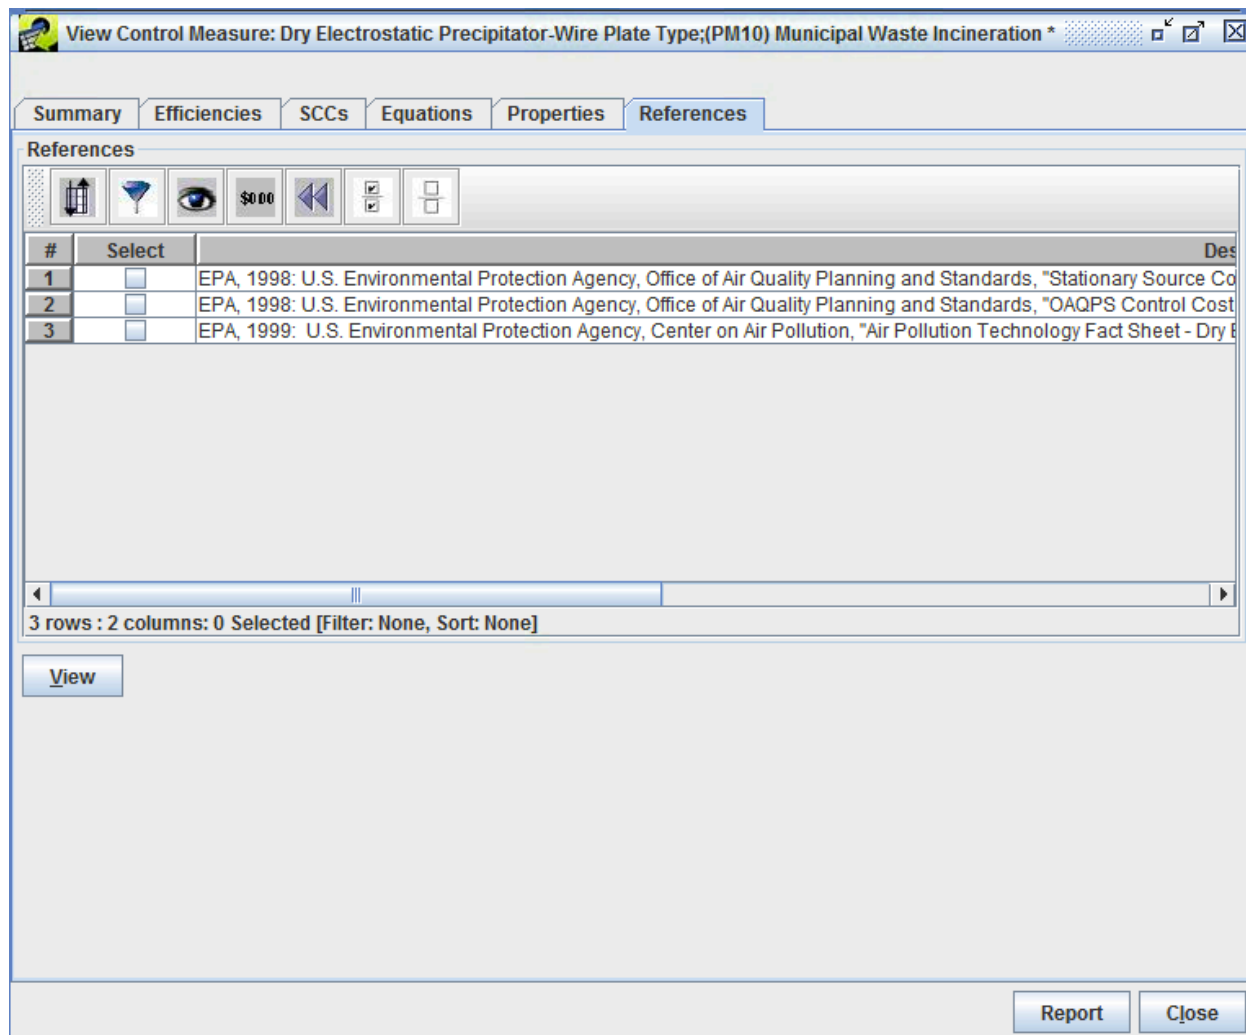 View Control Measure: Dry Electrostatic Precipitator-Wire Plate Type;(PM10) Municipal Waste Incineration *
Summary Efficiencies SCCs Equations Properties References
References
$0.00
# Select Des
1 EPA, 1998: U.S. Environmental Protection Agency, Office of Air Quality Planning and Standards, "Stationary Source Co
2 EPA, 1998: U.S. Environmental Protection Agency, Office of Air Quality Planning and Standards, "OAQPS Control Cost
3 EPA, 1999: U.S. Environmental Protection Agency, Center on Air Pollution, "Air Pollution Technology Fact Sheet - Dry E
3 rows : 2 columns: 0 Selected [Filter: None, Sort: None]
View
Report Close